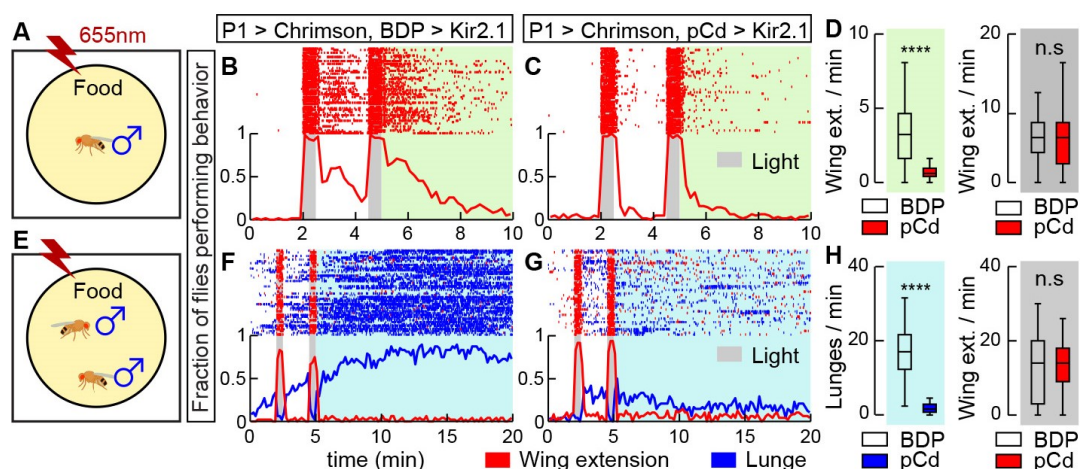 A
655nm
Food
♂
P1 > Chrimson, BDP > Kir2.1
P1 > Chrimson, pCd > Kir2.1
Fraction of flies performing behavior
B
1
0.5
0
0 2 4 6 8 10
C
1
0.5
0
0 2 4 6 8 10
Light
D
Wing ext. / min
10
5
0
****
BDP
pCd
Wing ext. / min
20
10
0
n.s
BDP
pCd
E
Food
♂
♂
F
1
0.5
0
0 5 10 15 20
G
1
0.5
0
0 5 10 15 20
Light
time (min)
Wing extension
Lunge
H
Lunges / min
40
20
0
****
BDP
pCd
Wing ext. / min
40
20
0
n.s
BDP
pCd